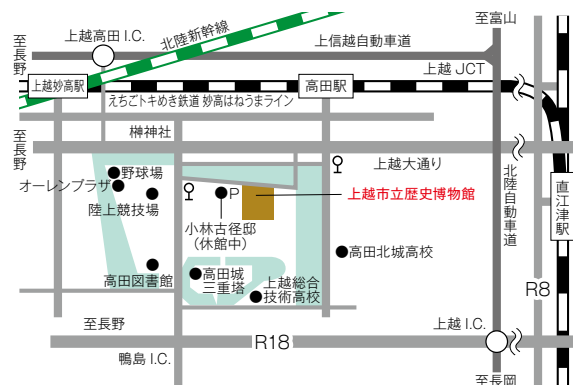 至富山
上越高田 I.C.
北陸新幹線
上信越自動車道
至長野
上越 JCT
上越妙高駅
高田駅
えちごトキめき鉄道 妙高はねうまライン
榊神社
至長野
上越大通り
野球場
オーレンプラザ
陸上競技場
P
上越市立歴史博物館
小林古径邸
（休館中）
北陸自動車道
直江津駅
高田北城高校
高田図書館
高田城
三重塔
上越総合
技術高校
R8
至長野
上越 I.C.
R18
鴨島 I.C.
至長岡